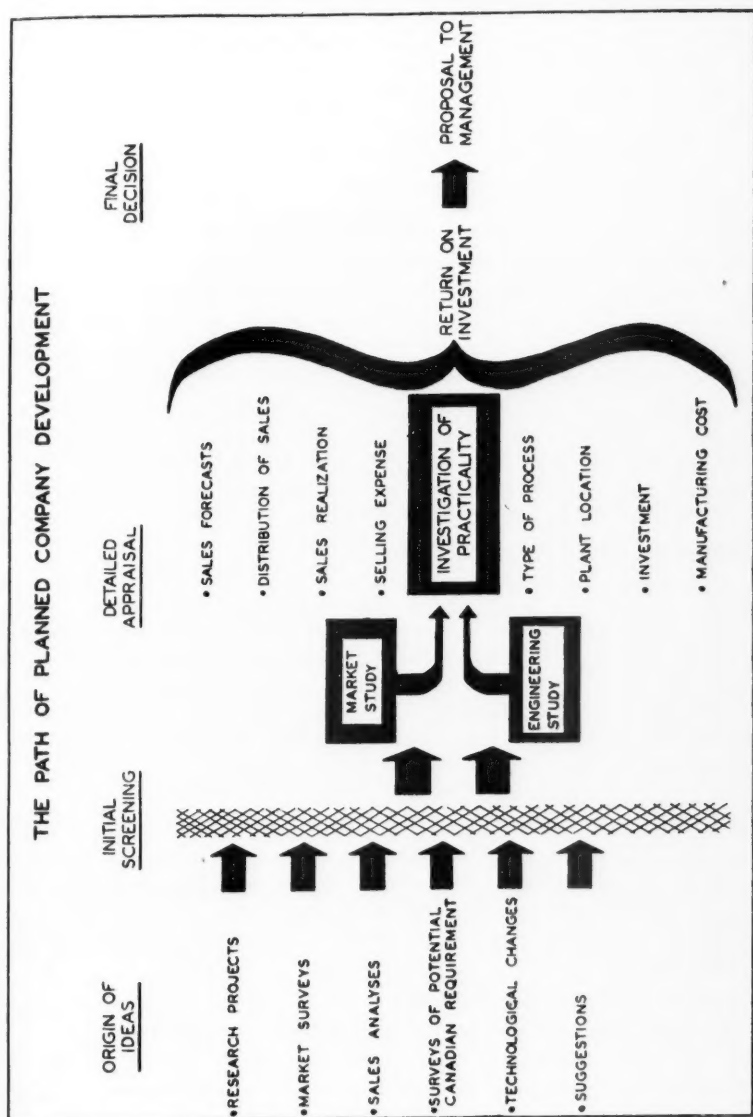 THE PATH OF PLANNED COMPANY DEVELOPMENT
ORIGIN OF
IDEAS
• RESEARCH PROJECTS
• MARKET SURVEYS
• SALES ANALYSES
• SURVEYS OF POTENTIAL
CANADIAN REQUIREMENT
• TECHNOLOGICAL CHANGES
• SUGGESTIONS
INITIAL
SCREENING
DETAILED
APPRAISAL
MARKET
STUDY
ENGINEERING
STUDY
• SALES FORECASTS
• DISTRIBUTION OF SALES
• SALES REALIZATION
• SELLING EXPENSE
INVESTIGATION OF
PRACTICALITY
• TYPE OF PROCESS
• PLANT LOCATION
• INVESTMENT
• MANUFACTURING COST
FINAL
DECISION
RETURN ON
INVESTMENT
PROPOSAL TO
MANAGEMENT